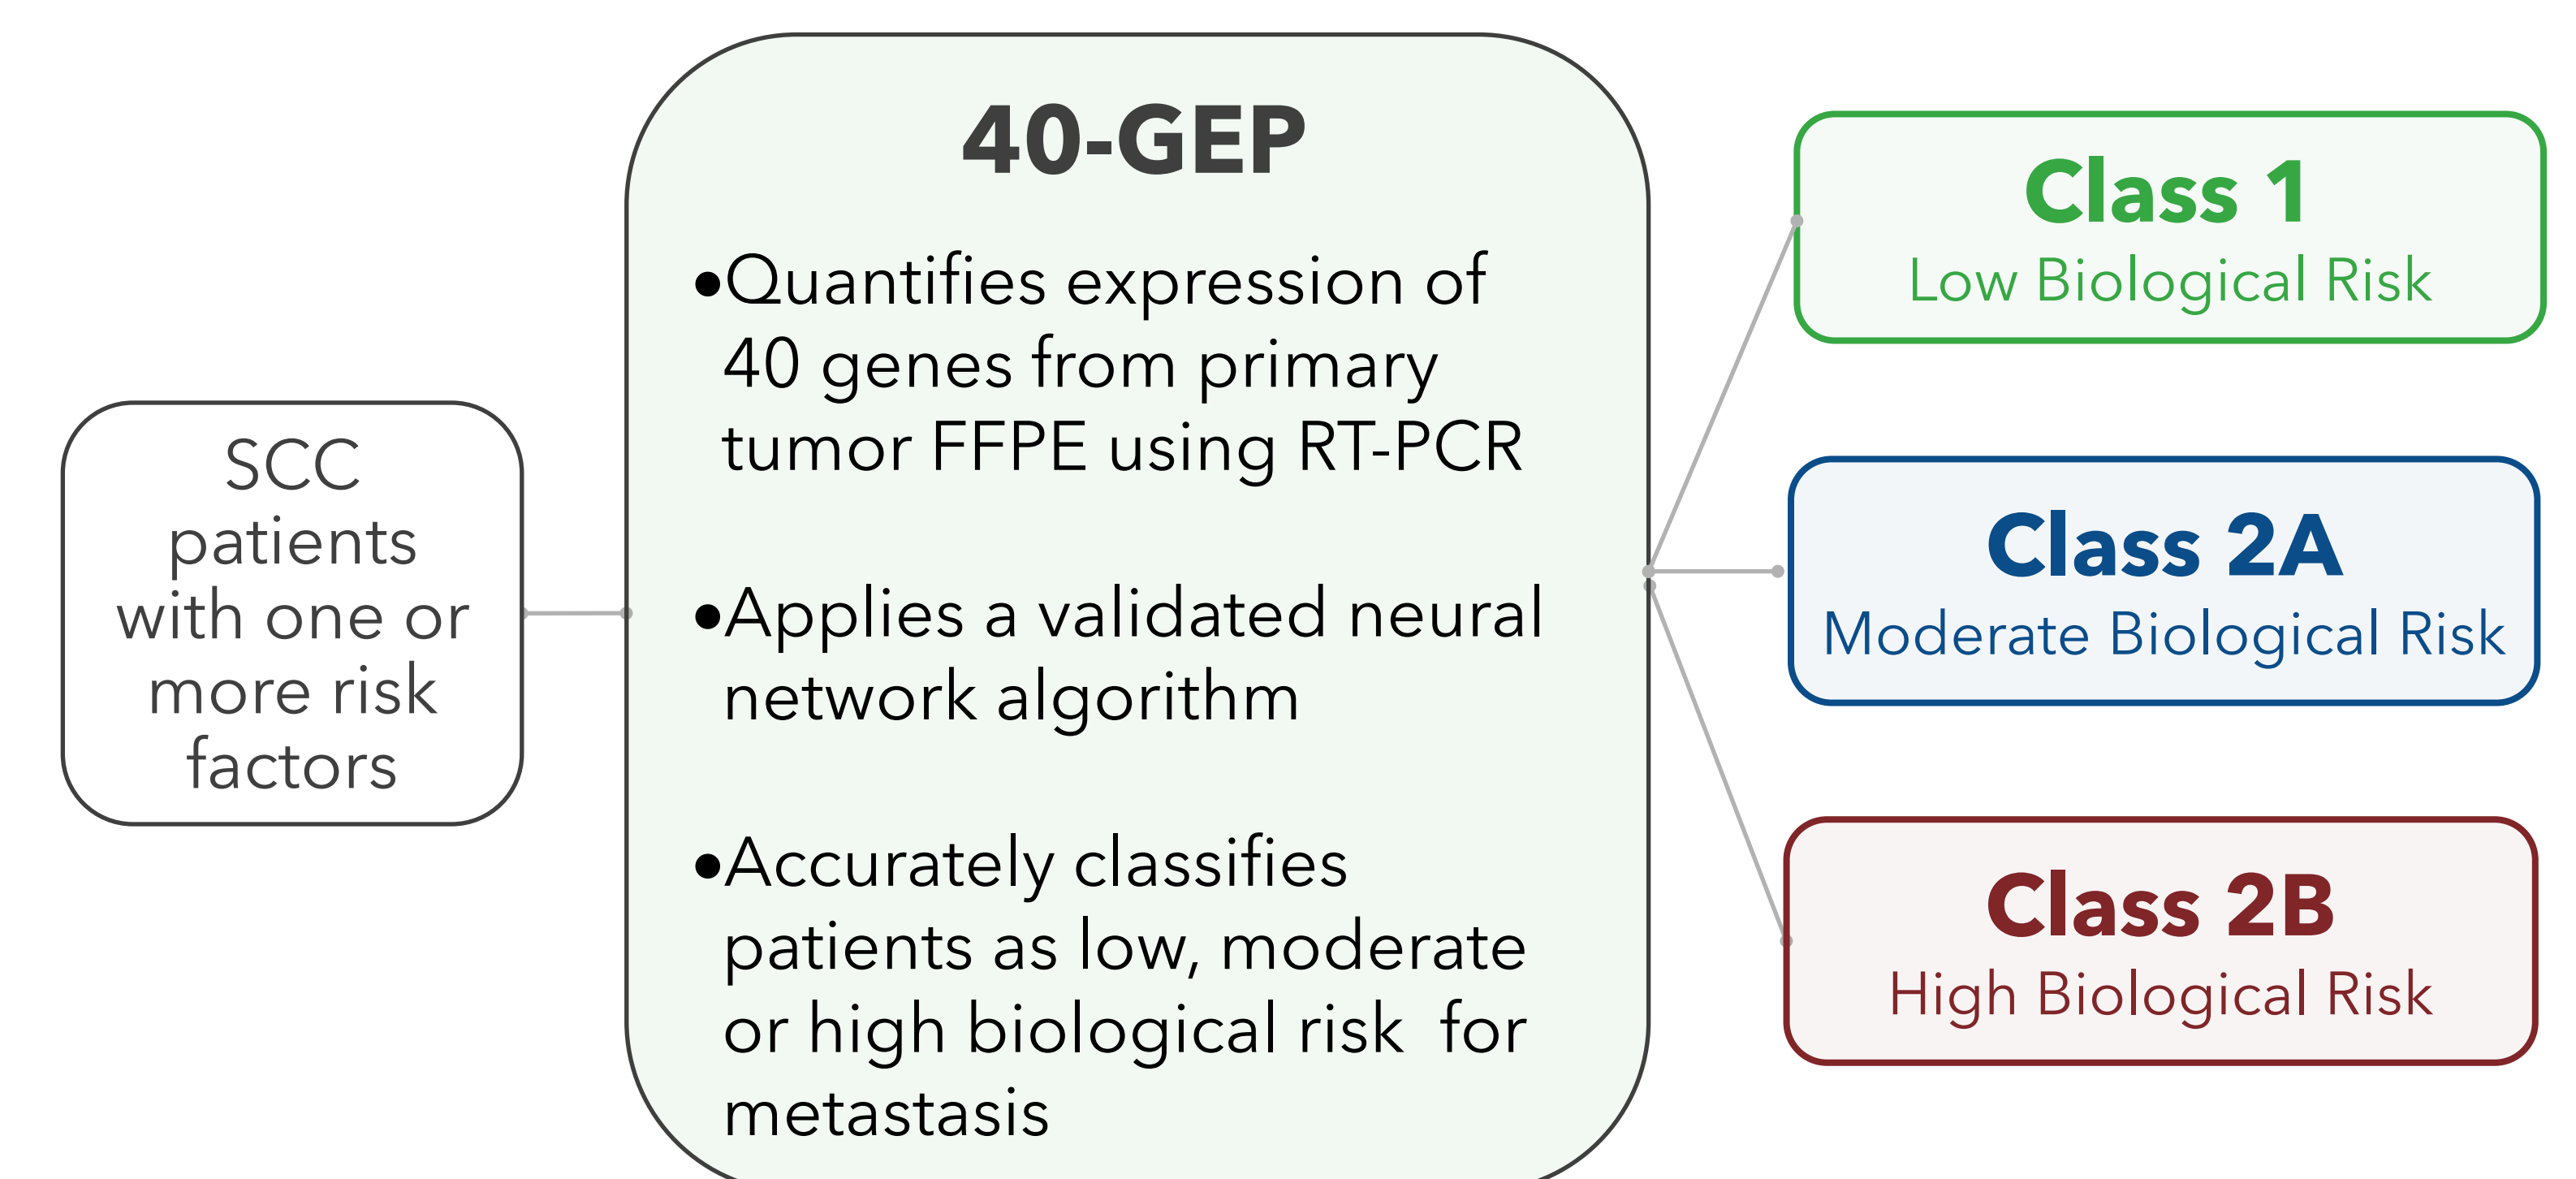 SCC
patients
with one or
more risk
factors
40-GEP
•Quantifies expression of
40 genes from primary
tumor FFPE using RT-PCR
•Applies a validated neural
network algorithm
•Accurately classifies
patients as low, moderate
or high biological risk for
metastasis
Class 1
Low Biological Risk
Class 2A
Moderate Biological Risk
Class 2B
High Biological Risk